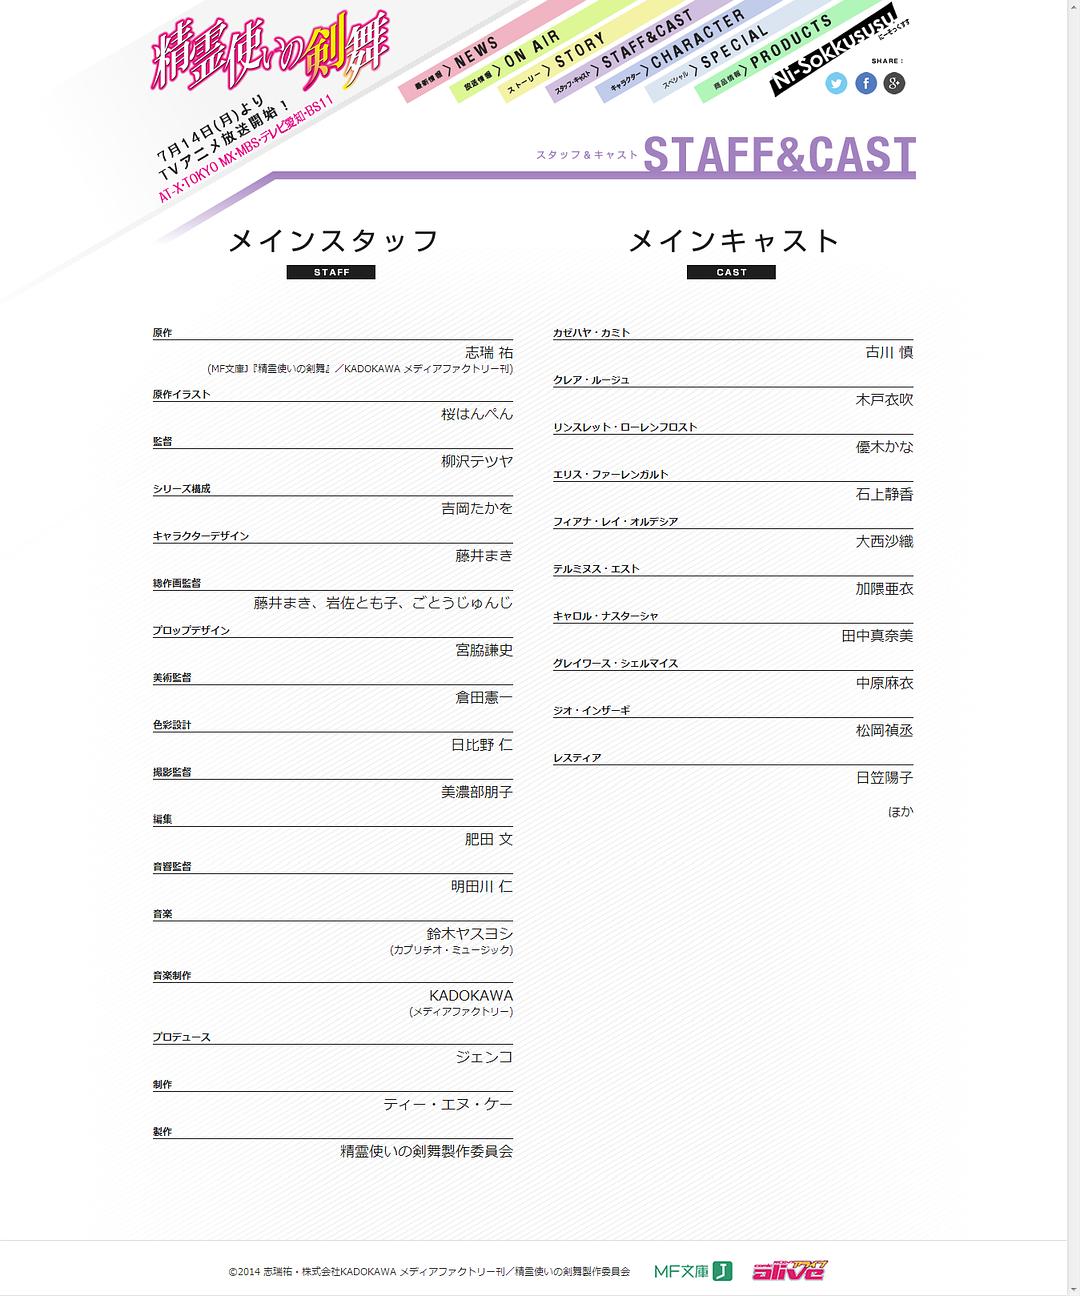 精霊使いの剣舞
7月14日(月)より
TVアニメ放送開始！
AT-X・TOKYO MX・MBS・テレビ愛知・BS11
最新情報 NEWS
放送情報 ON AIR
ストーリー STORY
スタッフ・キャスト STAFF&CAST
キャラクター CHARACTER
スペシャル SPECIAL
商品情報 PRODUCTS
Ni-Sokkususu
にーそっくすす
SHARE :
スタッフ＆キャスト STAFF&CAST
メインスタッフ
STAFF
原作
志瑞 祐
(MF文庫J『精霊使いの剣舞』／KADOKAWA メディアファクトリー刊)
原作イラスト
桜はんぺん
監督
柳沢テツヤ
シリーズ構成
吉岡たかを
キャラクターデザイン
藤井まき
総作画監督
藤井まき、岩佐とも子、ごとうじゅんじ
プロップデザイン
宮脇謙史
美術監督
倉田憲一
色彩設計
日比野 仁
撮影監督
美濃部朋子
編集
肥田 文
音響監督
明田川 仁
音楽
鈴木ヤスヨシ
(カプリチオ・ミュージック)
音楽制作
KADOKAWA
(メディアファクトリー)
プロデュース
ジェンコ
制作
ティー・エヌ・ケー
製作
精霊使いの剣舞製作委員会
メインキャスト
CAST
カゼハヤ・カミト
古川 慎
クレア・ルージュ
木戸衣吹
リンスレット・ローレンフロスト
優木かな
エリス・ファーレンガルト
石上静香
フィアナ・レイ・オルデシア
大西沙織
テルミヌス・エスト
加隈亜衣
キャロル・ナスターシャ
田中真奈美
グレイワース・シェルマイス
中原麻衣
ジオ・インザーギ
松岡禎丞
レスティア
日笠陽子
ほか
©2014 志瑞祐・株式会社KADOKAWA メディアファクトリー刊／精霊使いの剣舞製作委員会
MF文庫 J
alive アライブ